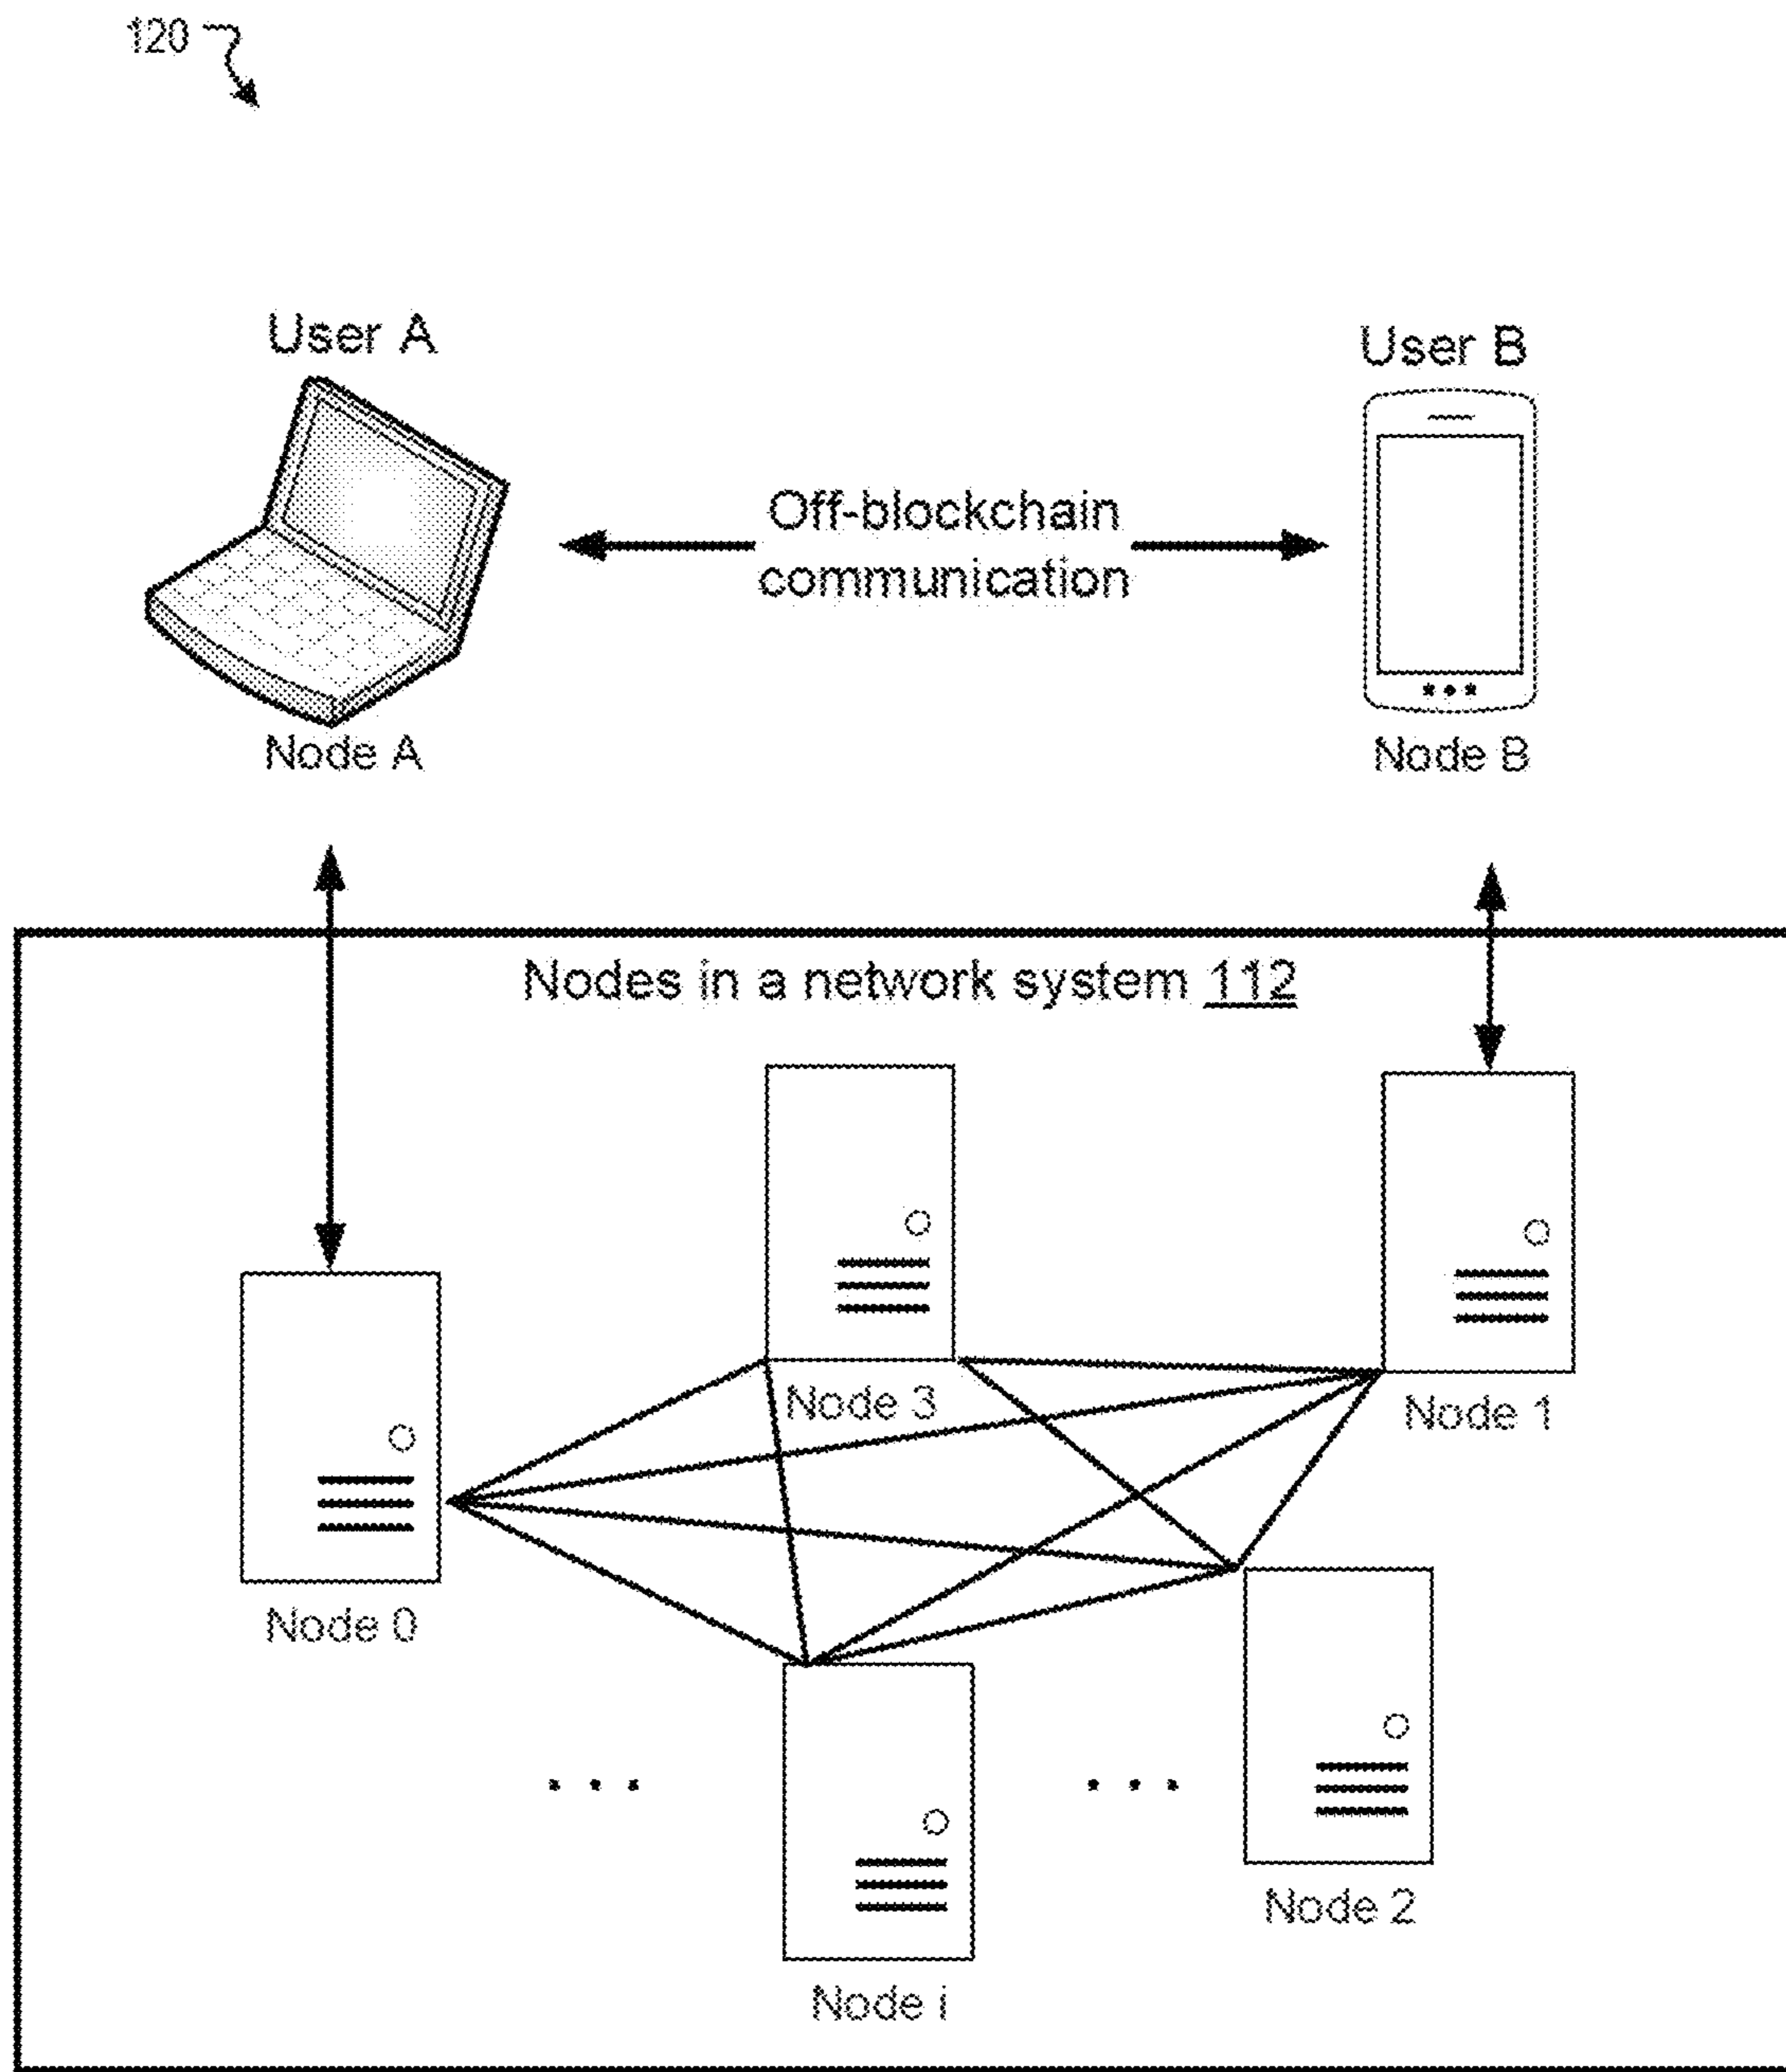 120
User A
User B
Off-blockchain
communication
Node A
Node B
Nodes in a network system 112
Node 3
Node 1
Node 0
Node 2
Node i
. . .
. . .